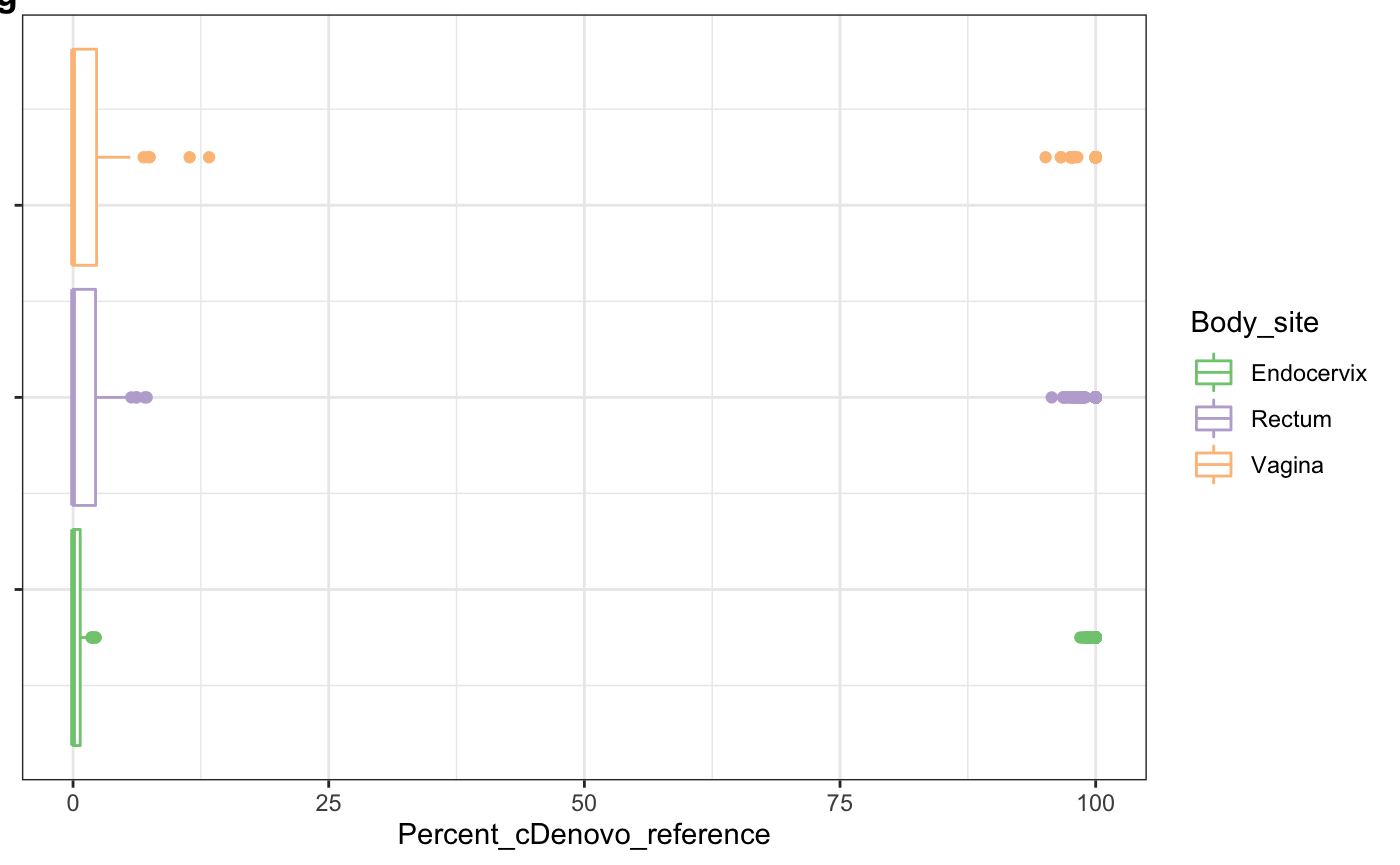 g
Body_site
Endocervix
Rectum
Vagina
0 25 50 75 100
Percent_cDenovo_reference